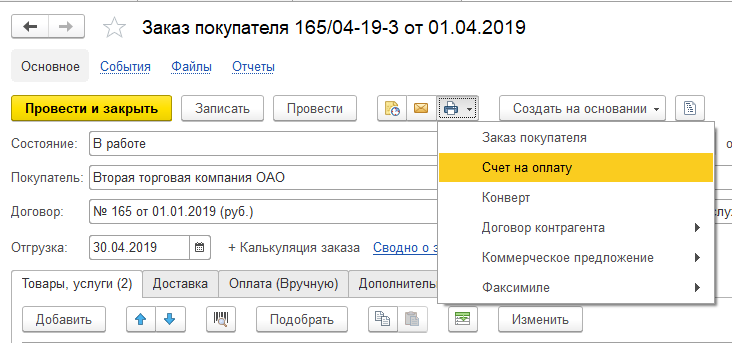 Заказ покупателя 165/04-19-3 от 01.04.2019
Основное События Файлы Отчеты
Провести и закрыть Записать Провести Создать на основании
Состояние: В работе
Покупатель: Вторая торговая компания ОАО
Договор: № 165 от 01.01.2019 (руб.)
Отгрузка: 30.04.2019 + Калькуляция заказа Сводно о з
Товары, услуги (2) Доставка Оплата (Вручную) Дополнитель
Добавить Подобрать Изменить
Заказ покупателя
Счет на оплату
Конверт
Договор контрагента
Коммерческое предложение
Факсимиле